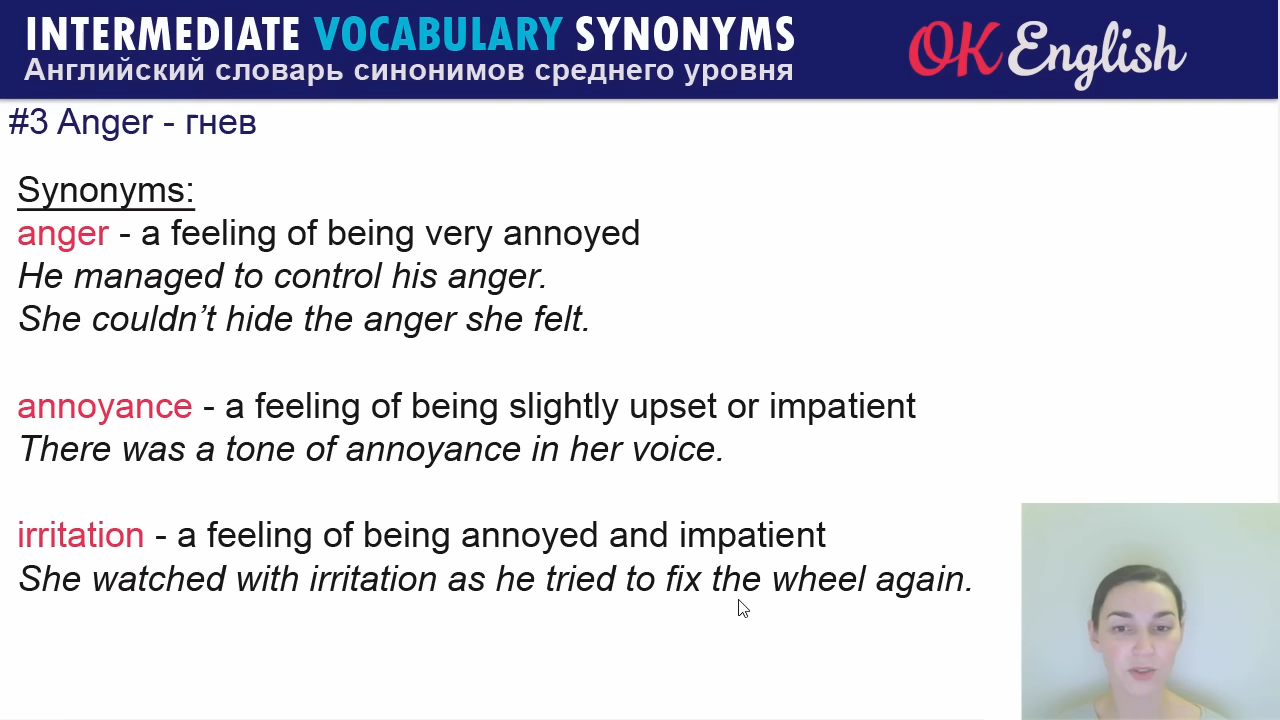 INTERMEDIATE VOCABULARY SYNONYMS
Английский словарь синонимов среднего уровня
OK English
#3 Anger - гнев
Synonyms:
anger - a feeling of being very annoyed
He managed to control his anger.
She couldn’t hide the anger she felt.
annoyance - a feeling of being slightly upset or impatient
There was a tone of annoyance in her voice.
irritation - a feeling of being annoyed and impatient
She watched with irritation as he tried to fix the wheel again.